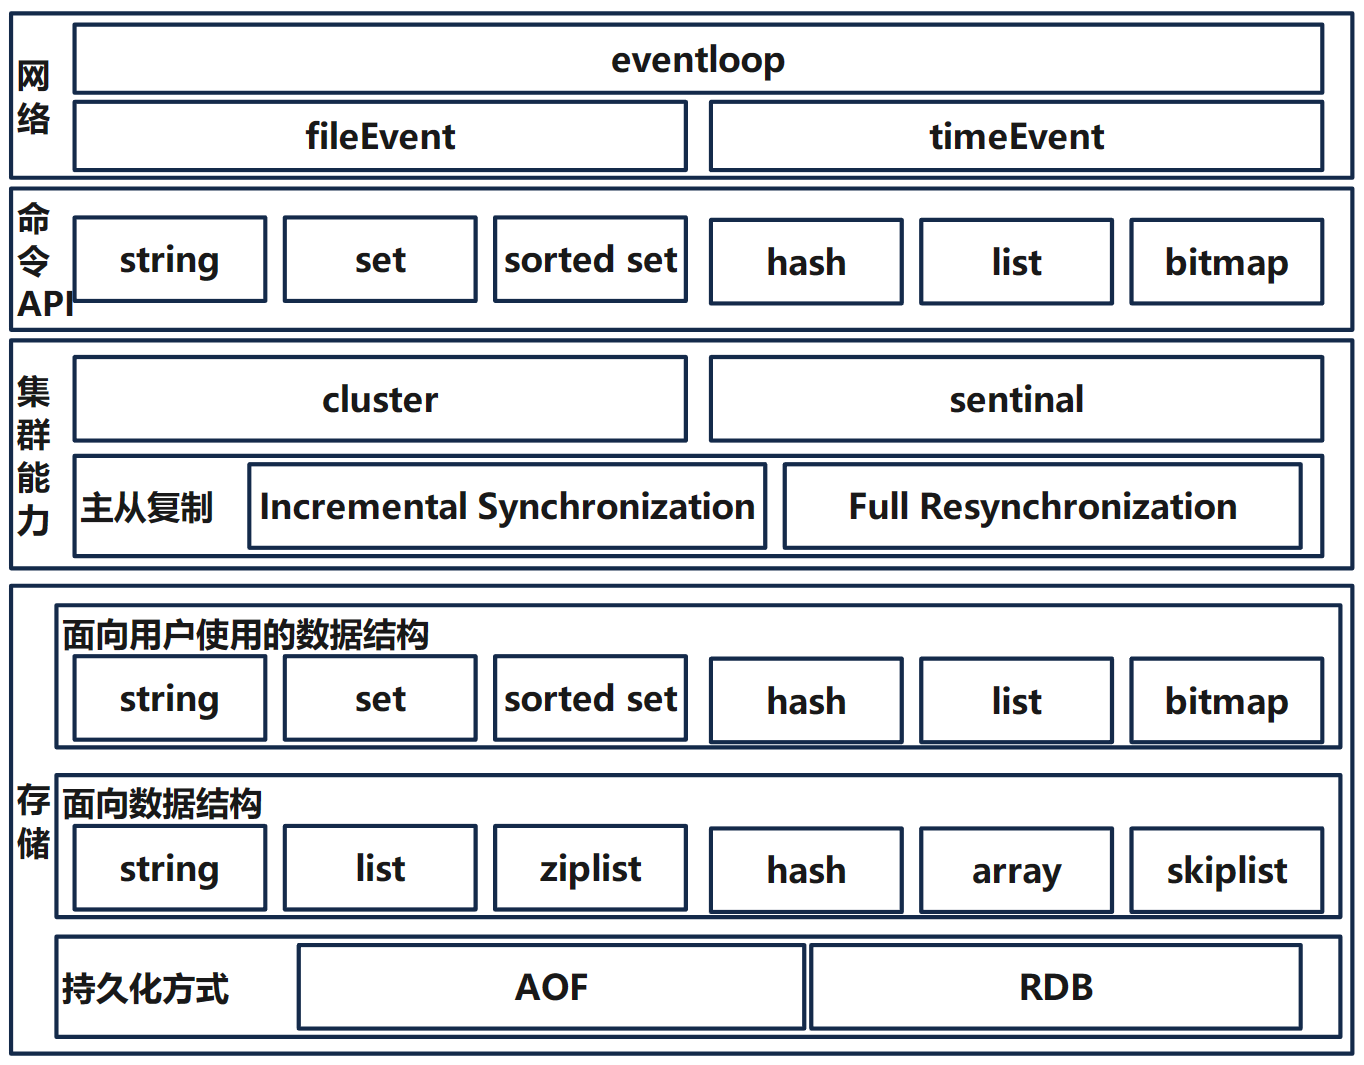 网络
eventloop
fileEvent
timeEvent
命令API
string
set
sorted set
hash
list
bitmap
集群能力
cluster
sentinal
主从复制
Incremental Synchronization
Full Resynchronization
存储
面向用户使用的数据结构
string
set
sorted set
hash
list
bitmap
面向数据结构
string
list
ziplist
hash
array
skiplist
持久化方式
AOF
RDB